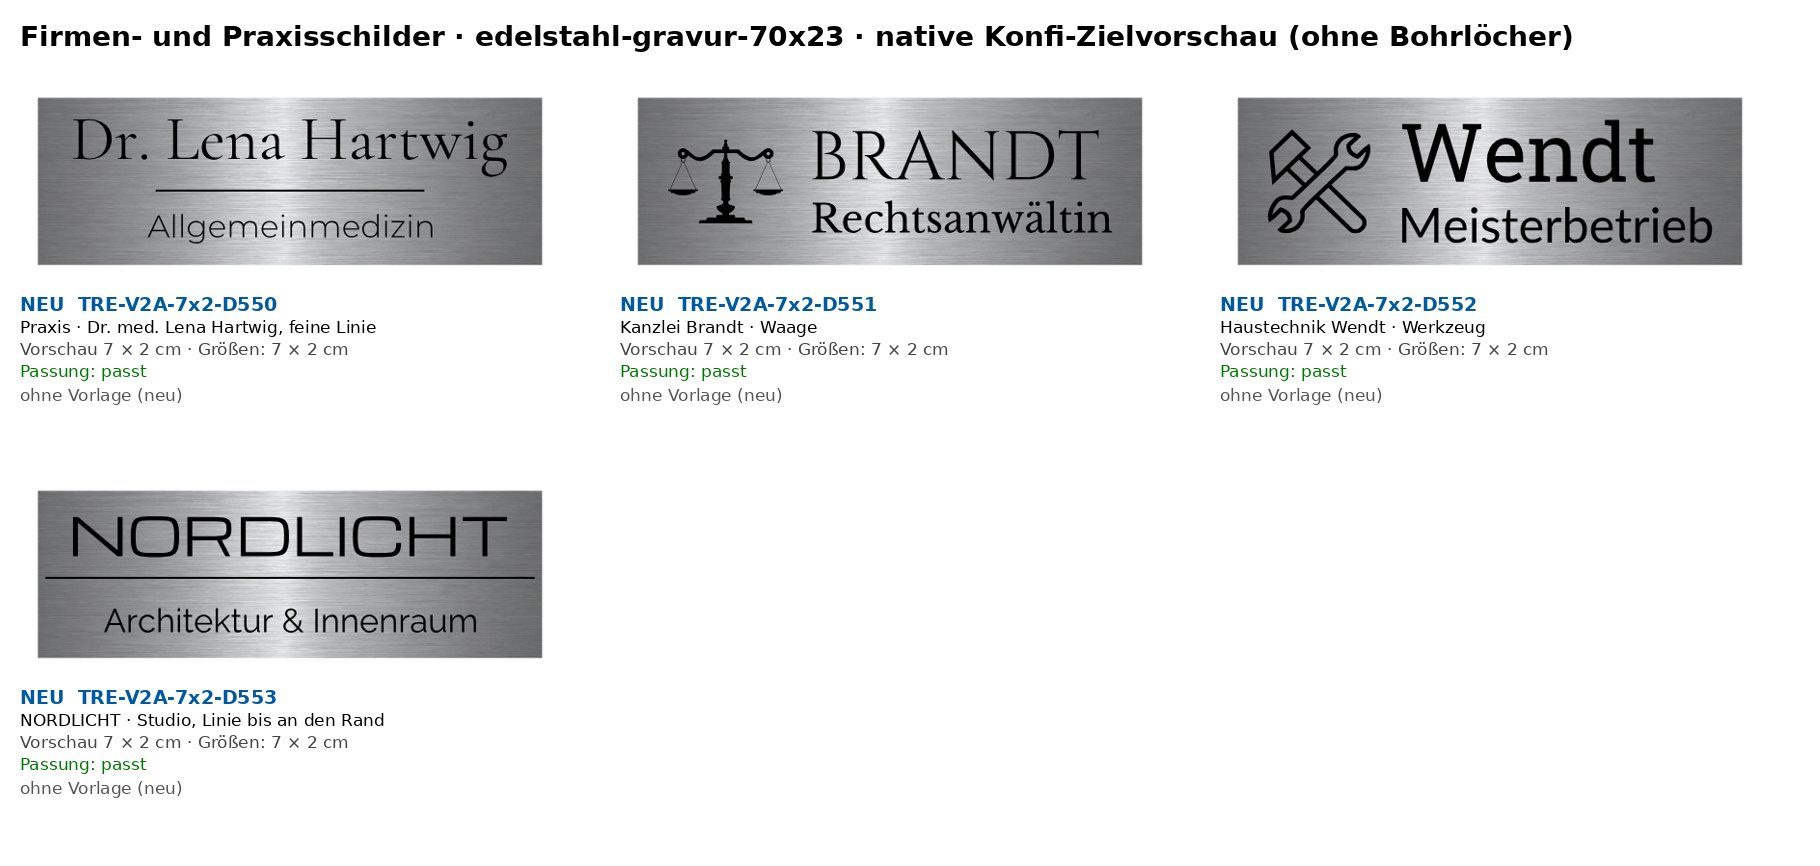 Firmen- und Praxisschilder · edelstahl-gravur-70x23 · native Konfi-Zielvorschau (ohne Bohrlöcher)
Dr. Lena Hartwig
Allgemeinmedizin
NEU TRE-V2A-7x2-D550
Praxis · Dr. med. Lena Hartwig, feine Linie
Vorschau 7 × 2 cm · Größen: 7 × 2 cm
Passung: passt
ohne Vorlage (neu)
BRANDT
Rechtsanwältin
NEU TRE-V2A-7x2-D551
Kanzlei Brandt · Waage
Vorschau 7 × 2 cm · Größen: 7 × 2 cm
Passung: passt
ohne Vorlage (neu)
Wendt
Meisterbetrieb
NEU TRE-V2A-7x2-D552
Haustechnik Wendt · Werkzeug
Vorschau 7 × 2 cm · Größen: 7 × 2 cm
Passung: passt
ohne Vorlage (neu)
NORDLICHT
Architektur & Innenraum
NEU TRE-V2A-7x2-D553
NORDLICHT · Studio, Linie bis an den Rand
Vorschau 7 × 2 cm · Größen: 7 × 2 cm
Passung: passt
ohne Vorlage (neu)